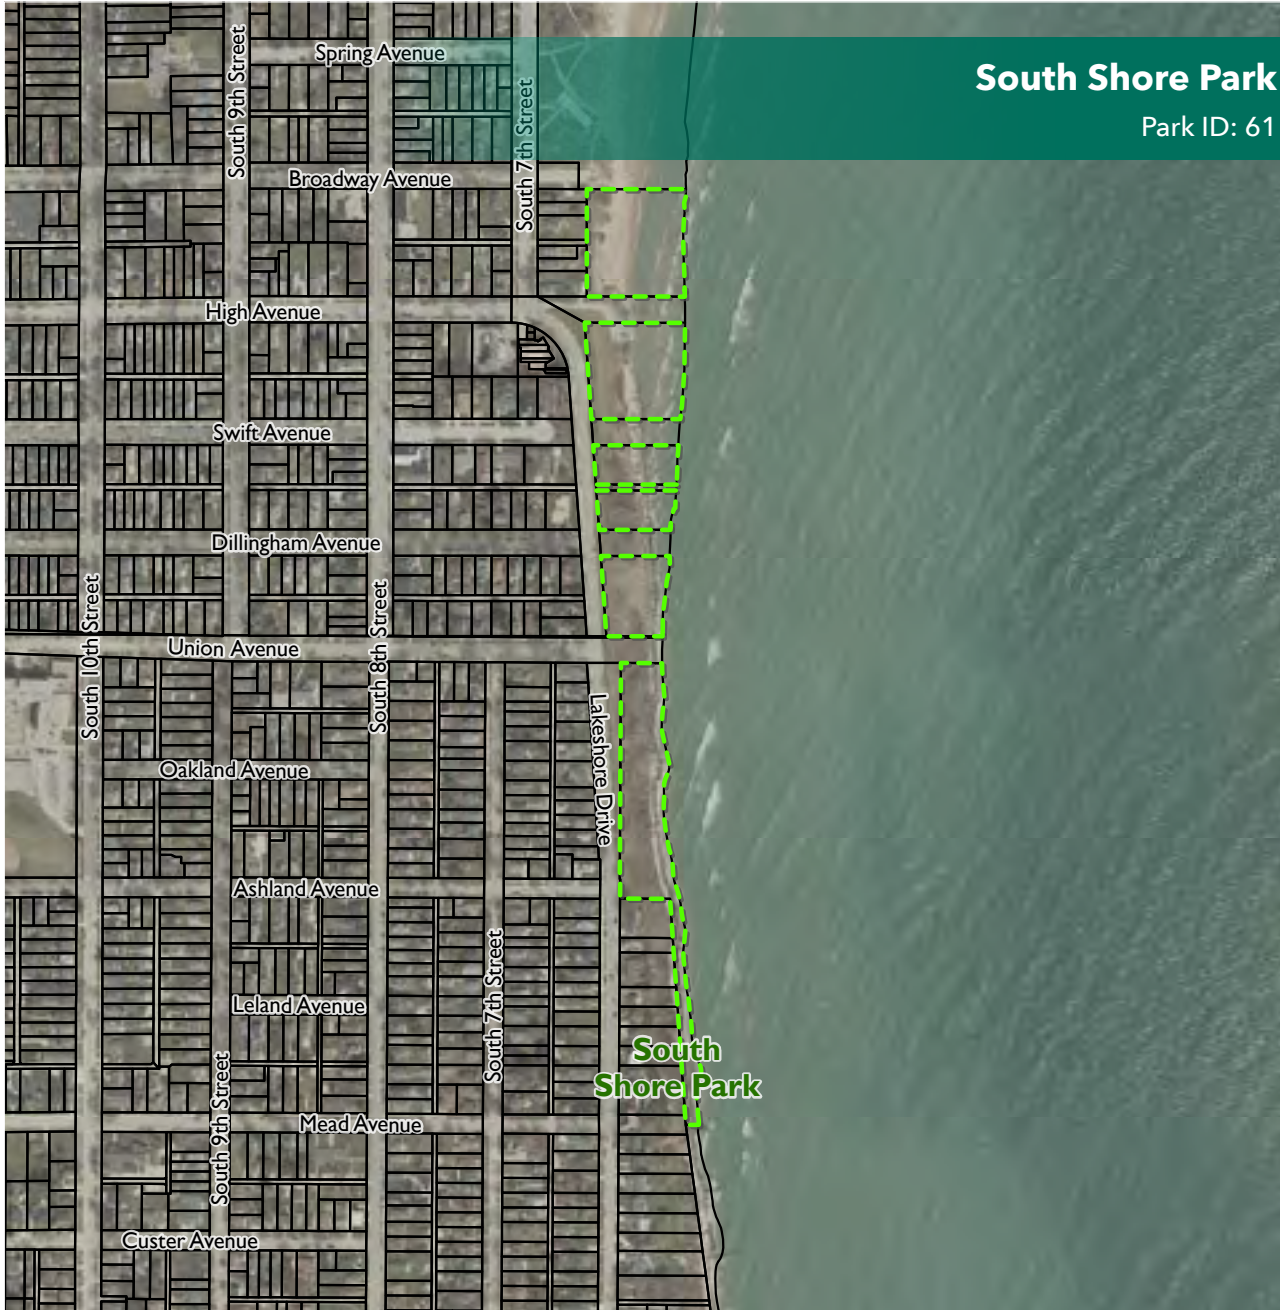 South Shore Park
Park ID: 61
Spring Avenue
South 9th Street
South 7th Street
Broadway Avenue
High Avenue
Swift Avenue
Dillingham Avenue
South 10th Street
South 8th Street
Union Avenue
Lakeshore Drive
Oakland Avenue
Ashland Avenue
South 7th Street
Leland Avenue
South
Shore Park
South 9th Street
Mead Avenue
Custer Avenue